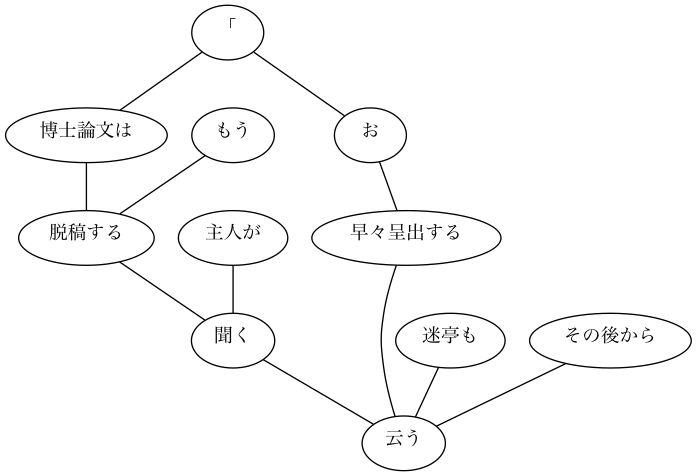 「
博士論文は
もう
お
脱稿する
主人が
早々呈出する
聞く
迷亭も
その後から
云う